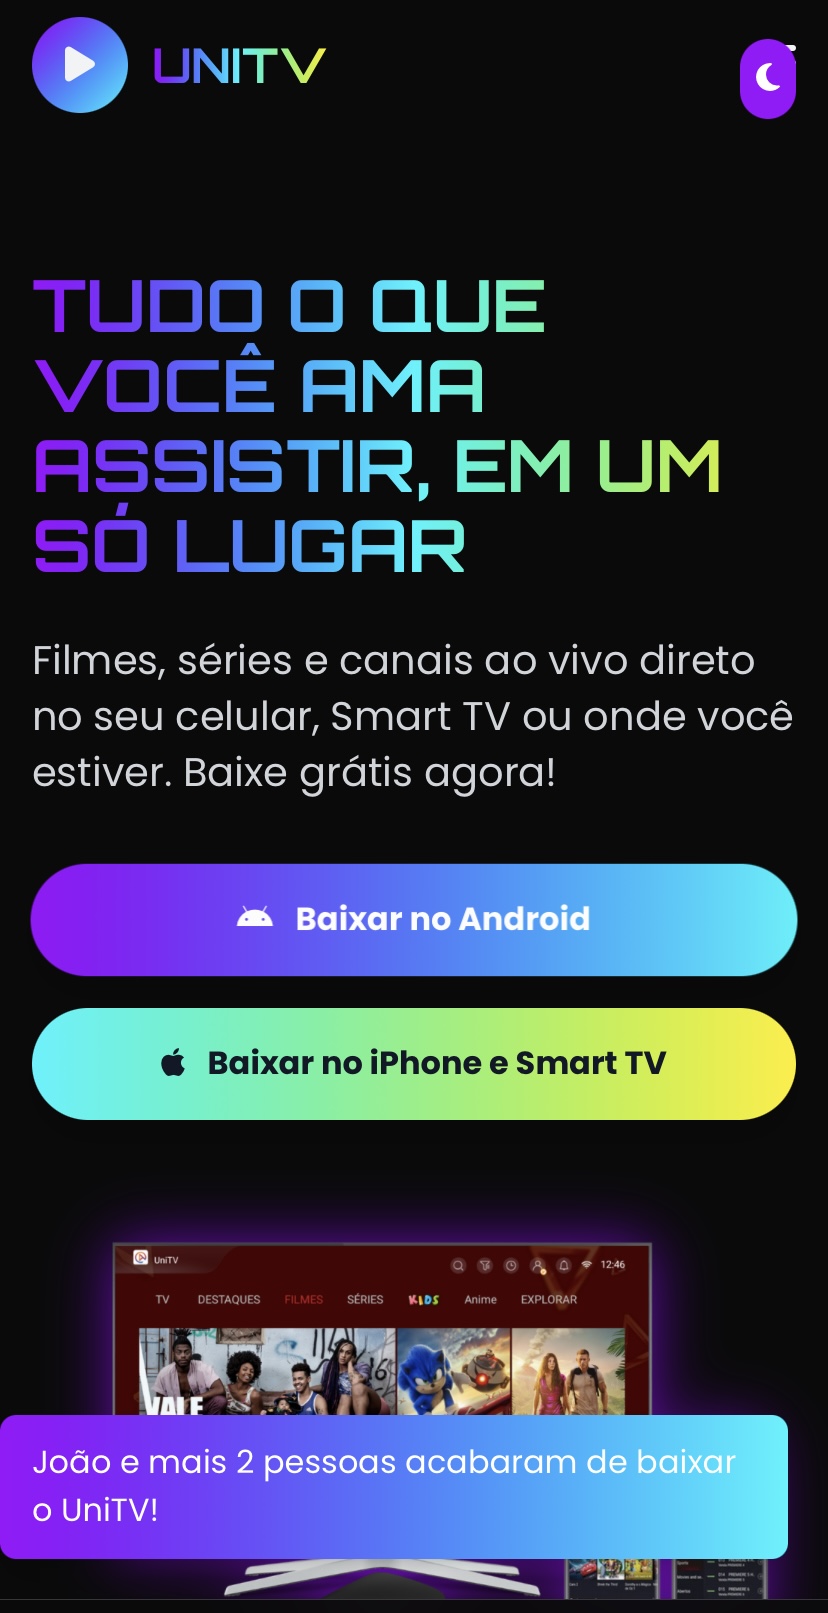 UNITV
TUDO O QUE
VOCÊ AMA
ASSISTIR, EM UM
SÓ LUGAR
Filmes, séries e canais ao vivo direto
no seu celular, Smart TV ou onde você
estiver. Baixe grátis agora!
Baixar no Android
Baixar no iPhone e Smart TV
UniTV
12:46
TV DESTAQUES FILMES SÉRIES KIDS Anime EXPLORAR
VALE
João e mais 2 pessoas acabaram de baixar
o UniTV!